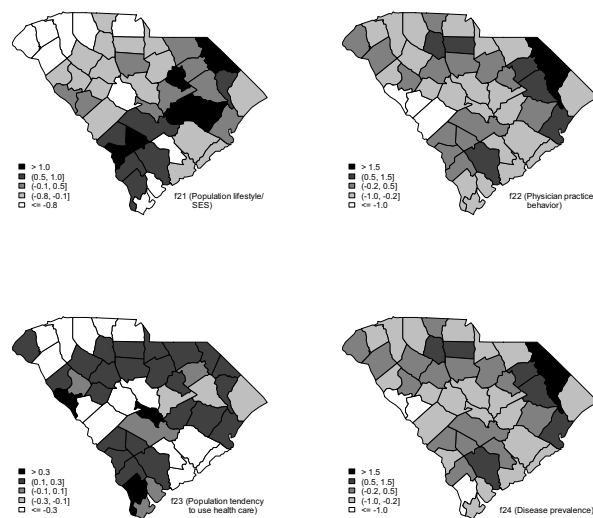 > 1.0
(0.5, 1.0]
(-0.1, 0.5]
(-0.8, -0.1]
<= -0.8
f21 (Population lifestyle/
SES)
> 1.5
(0.5, 1.5]
(-0.2, 0.5]
(-1.0, -0.2]
<= -1.0
f22 (Physician practice
behavior)
> 0.3
(0.1, 0.3]
(-0.1, 0.1]
(-0.3, -0.1]
<= -0.3
f23 (Population tendency
to use health care)
> 1.5
(0.5, 1.5]
(-0.2, 0.5]
(-1.0, -0.2]
<= -1.0
f24 (Disease prevalence)